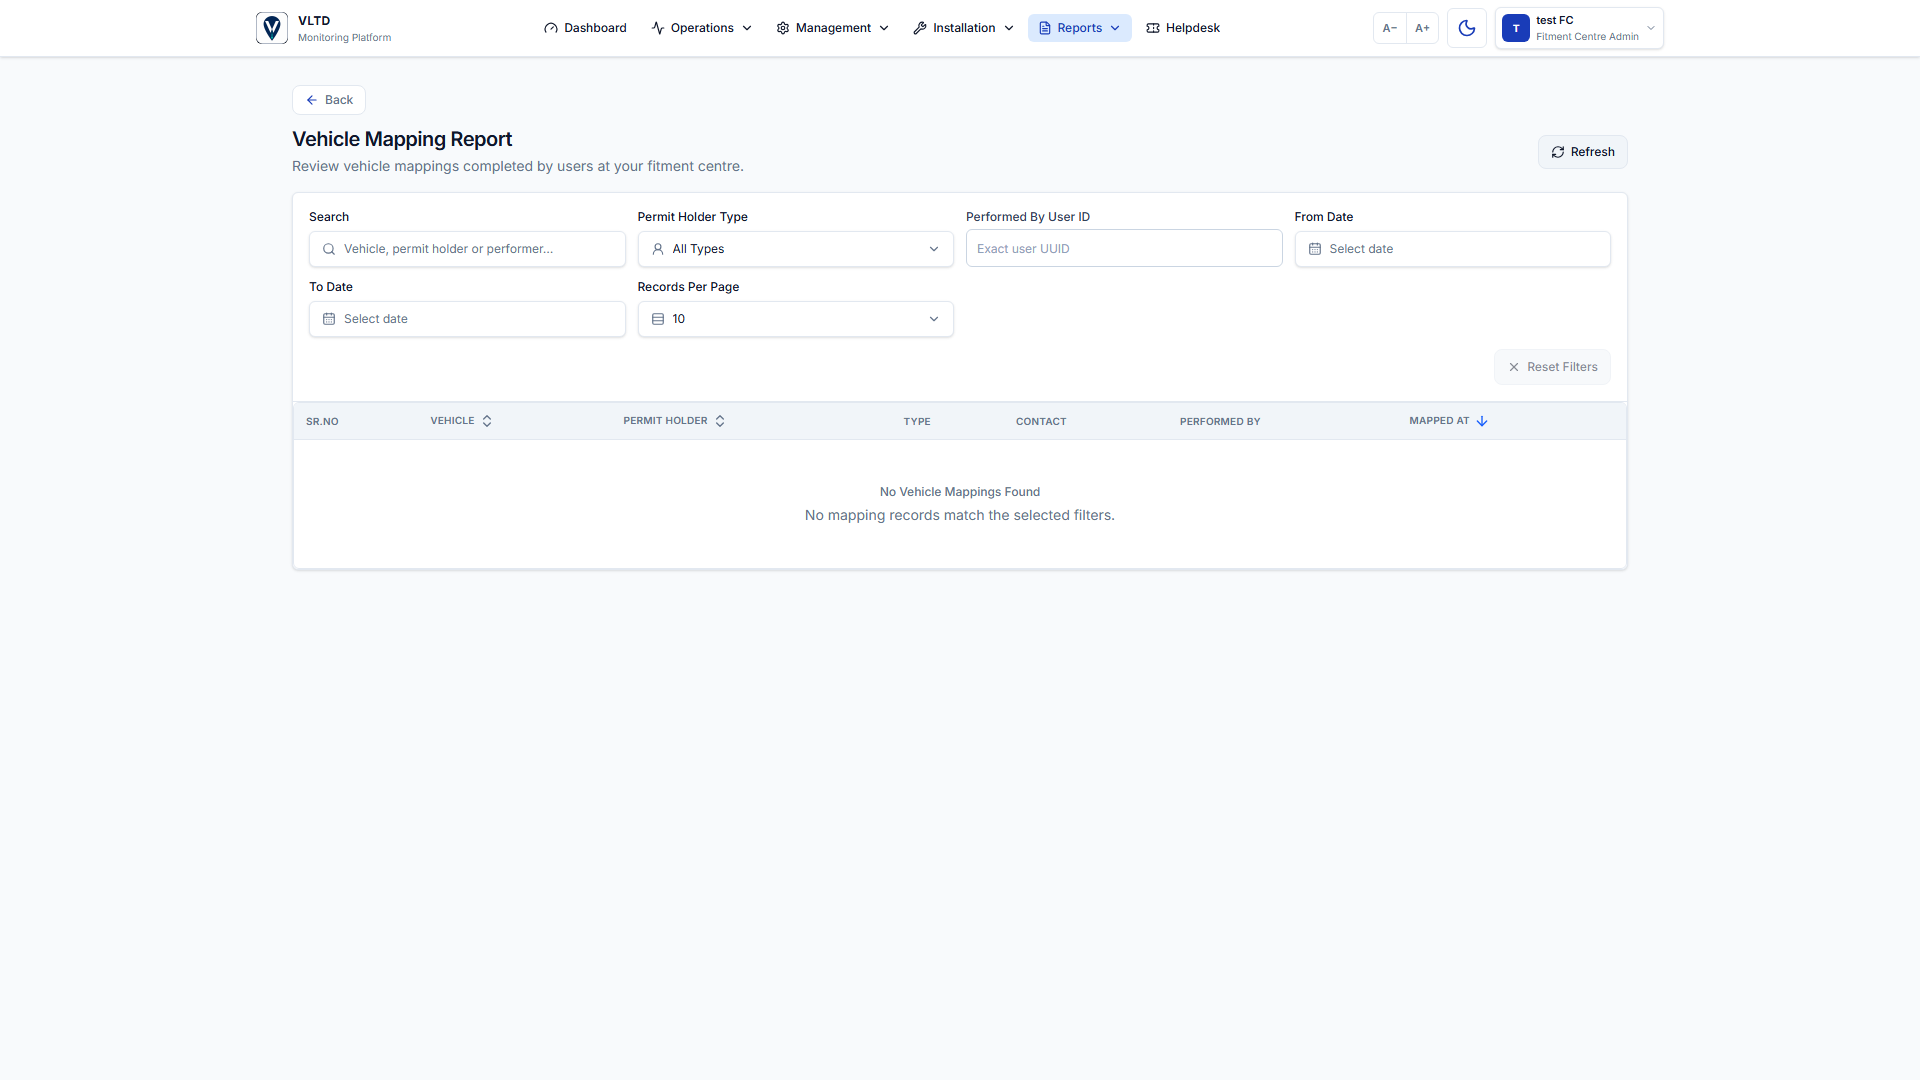 VLTD
Monitoring Platform
Dashboard
Operations
Management
Installation
Reports
Helpdesk
A−
A+
T
test FC
Fitment Centre Admin
Back
Vehicle Mapping Report
Review vehicle mappings completed by users at your fitment centre.
Refresh
Search
Permit Holder Type
Performed By User ID
From Date
Vehicle, permit holder or performer...
All Types
Exact user UUID
Select date
To Date
Records Per Page
Select date
10
Reset Filters
SR.NO
VEHICLE
PERMIT HOLDER
TYPE
CONTACT
PERFORMED BY
MAPPED AT
No Vehicle Mappings Found
No mapping records match the selected filters.